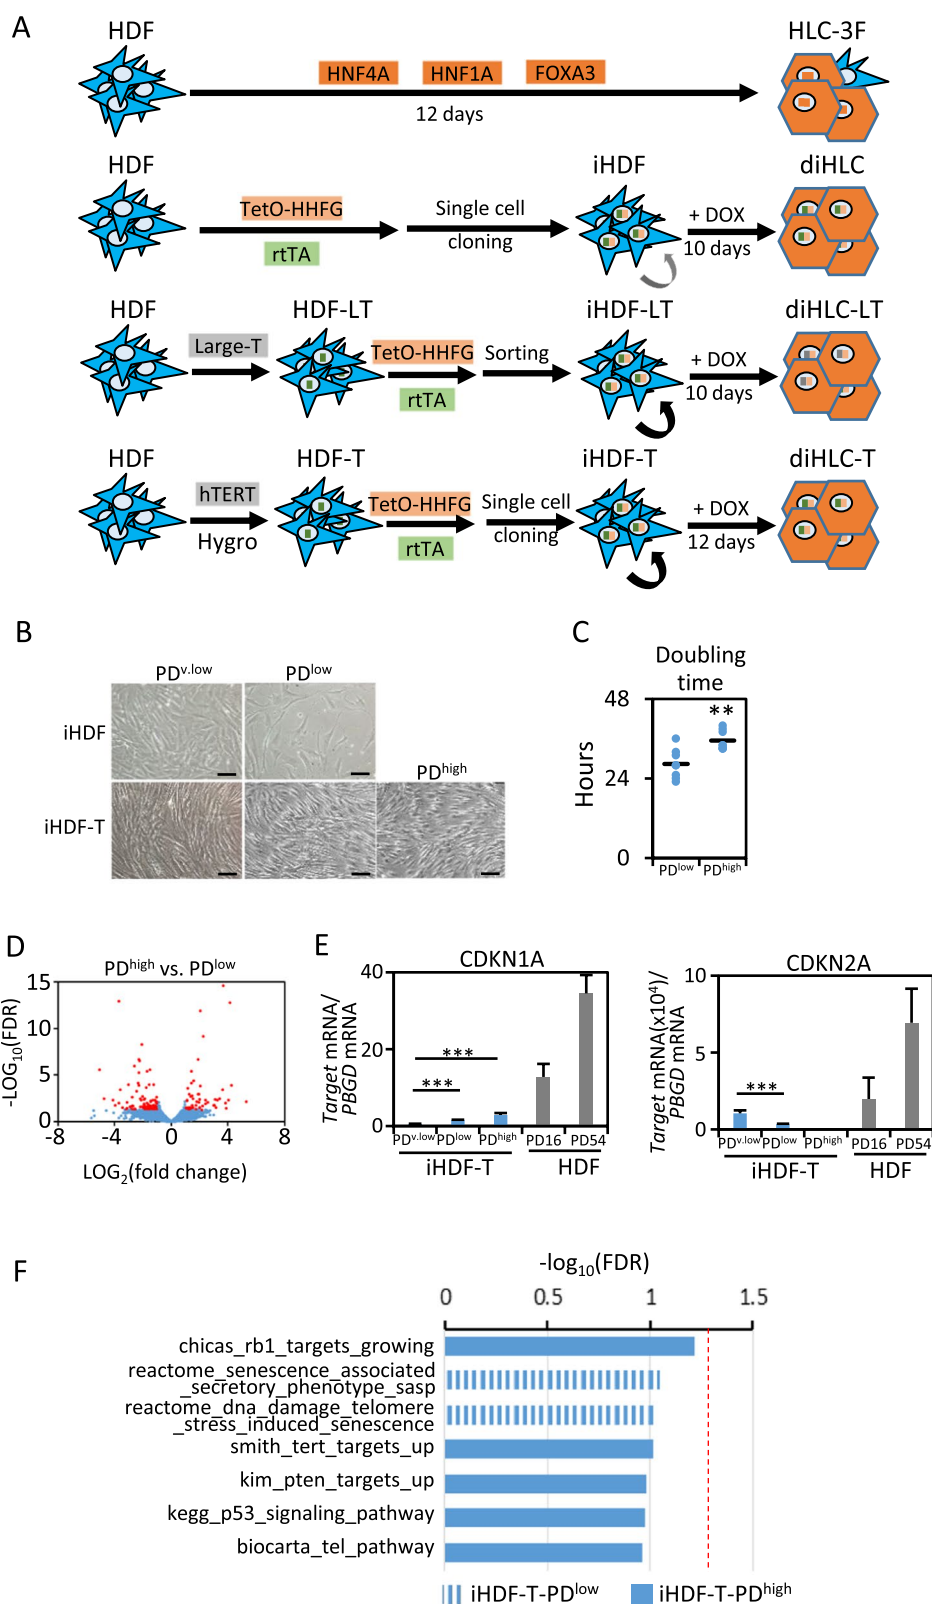 A
HDF
HLC-3F
HNF4A
HNF1A
FOXA3
12 days
HDF
iHDF
diHLC
TetO-HHFG
rtTA
Single cell
cloning
+ DOX
10 days
HDF
HDF-LT
iHDF-LT
diHLC-LT
Large-T
TetO-HHFG
rtTA
Sorting
+ DOX
10 days
HDF
HDF-T
iHDF-T
diHLC-T
hTERT
Hygro
TetO-HHFG
rtTA
Single cell
cloning
+ DOX
12 days
B
PDv.low
PDlow
iHDF
PDhigh
iHDF-T
C
Doubling
time
48
**
24
0
Hours
PDlow
PDhigh
D
PDhigh vs. PDlow
15
10
5
0
-LOG10(FDR)
-8
-4
0
4
8
LOG2(fold change)
E
CDKN1A
40
20
0
Target mRNA/
PBGD mRNA
***
***
PDv.low PDlow PDhigh PD16 PD54
iHDF-T
HDF
CDKN2A
10
5
0
Target mRNA(x104)/
PBGD mRNA
***
PDv.low PDlow PDhigh PD16 PD54
iHDF-T
HDF
F
-log10(FDR)
0 0.5 1 1.5
chicas_rb1_targets_growing
reactome_senescence_associated
_secretory_phenotype_sasp
reactome_dna_damage_telomere
_stress_induced_senescence
smith_tert_targets_up
kim_pten_targets_up
kegg_p53_signaling_pathway
biocarta_tel_pathway
iHDF-T-PDlow
iHDF-T-PDhigh